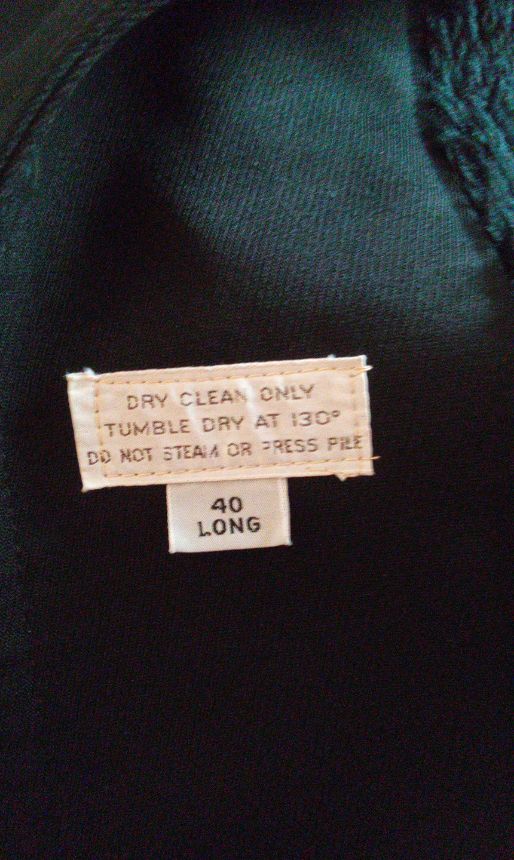 DRY CLEAN ONLY
TUMBLE DRY AT 130°
DO NOT STEAM OR PRESS PILE
40
LONG